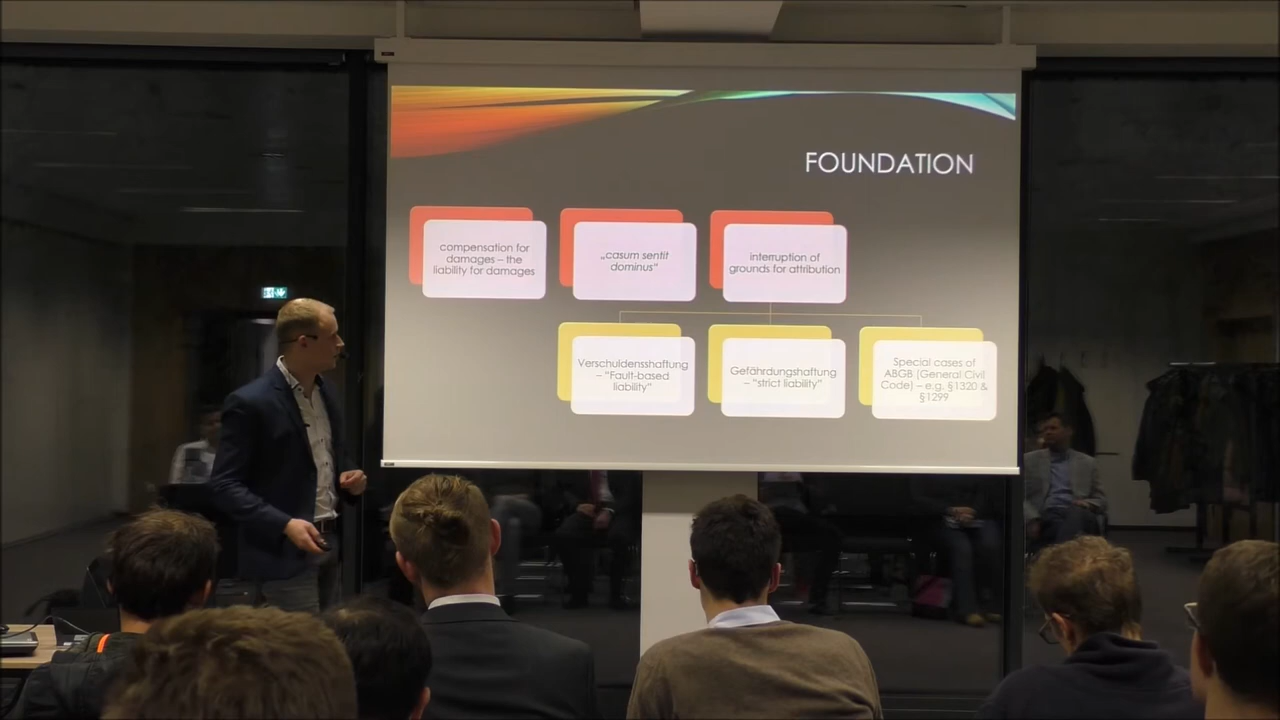 FOUNDATION
compensation for
damages – the
liability for damages
„casum sentit
dominus“
interruption of
grounds for attribution
Verschuldensshaftung
– “Fault-based
liability”
Gefährdungshaftung
– “strict liability”
Special cases of
ABGB (General Civil
Code) – e.g. §1320 &
§1299